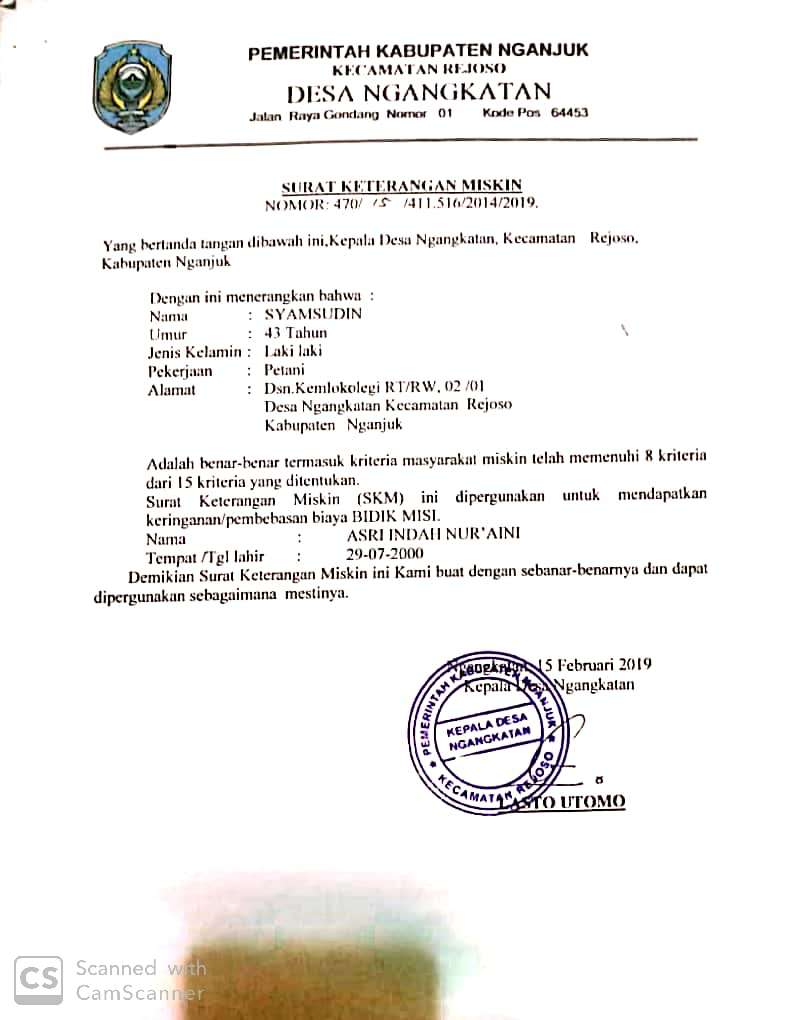 PEMERINTAH KABUPATEN NGANJUK
KECAMATAN REJOSO
DESA NGANGKATAN
Jalan Raya Gondang Nomor 01 Kode Pos 64453
SURAT KETERANGAN MISKIN
NOMOR: 470/ 15 /411.516/2014/2019.
Yang bertanda tangan dibawah ini,Kepala Desa Ngangkatan, Kecamatan Rejoso,
Kabupaten Nganjuk
Dengan ini menerangkan bahwa :
Nama : SYAMSUDIN
Umur : 43 Tahun
Jenis Kelamin : Laki laki
Pekerjaan : Petani
Alamat : Dsn.Kemlokolegi RT/RW, 02 /01
Desa Ngangkatan Kecamatan Rejoso
Kabupaten Nganjuk
Adalah benar-benar termasuk kriteria masyarakat miskin telah memenuhi 8 kriteria
dari 15 kriteria yang ditentukan.
Surat Keterangan Miskin (SKM) ini dipergunakan untuk mendapatkan
keringanan/pembebasan biaya BIDIK MISI.
Nama : ASRI INDAH NUR'AINI
Tempat /Tgl lahir : 29-07-2000
Demikian Surat Keterangan Miskin ini Kami buat dengan sebanar-benarnya dan dapat
dipergunakan sebagaimana mestinya.
Ngangkatan, 15 Februari 2019
Kepala Desa Ngangkatan
PEMERINTAH KABUPATEN NGANJUK
KEPALA DESA
NGANGKATAN
KECAMATAN REJOSO
LASTO UTOMO
CS Scanned with
CamScanner